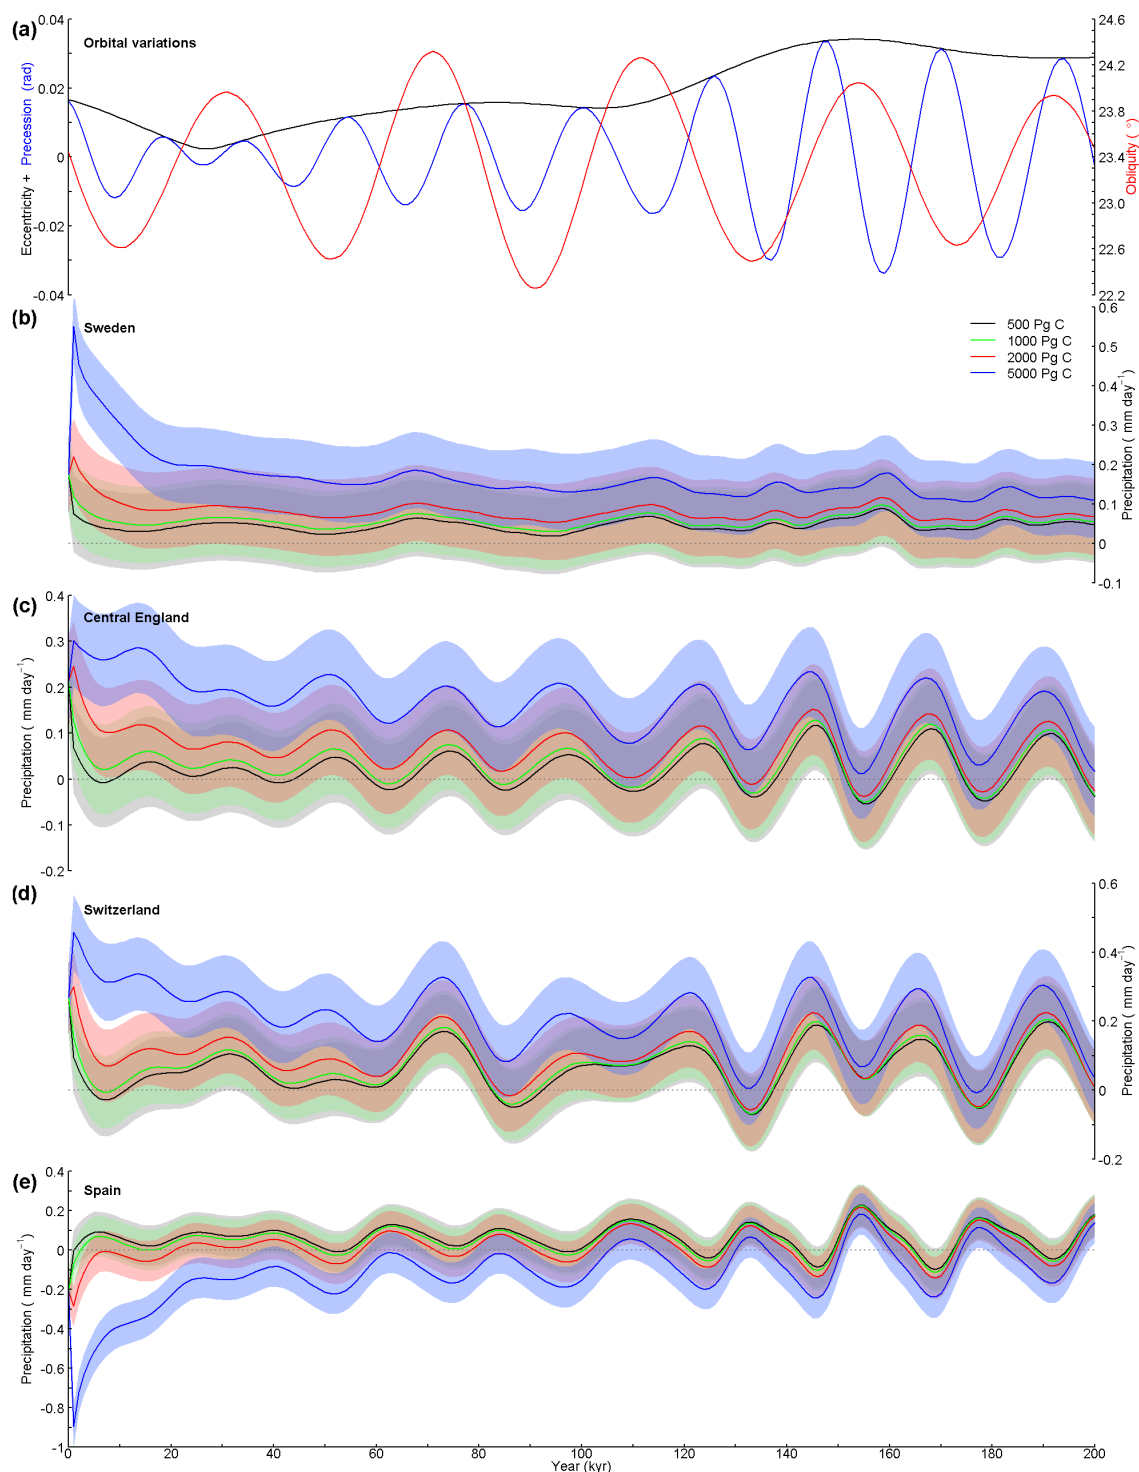 (a)
Orbital variations
0.04
0.02
0
-0.02
-0.04
Eccentricity + Precession (rad)
24.6
24.2
23.8
23.4
23.0
22.6
22.2
Obliquity (°)
(b)
Sweden
500 Pg C
1000 Pg C
2000 Pg C
5000 Pg C
0.6
0.5
0.4
0.3
0.2
0.1
0
-0.1
Precipitation ( mm day⁻¹)
(c)
Central England
0.4
0.3
0.2
0.1
0
-0.1
-0.2
Precipitation ( mm day⁻¹)
(d)
Switzerland
0.6
0.4
0.2
0
-0.2
Precipitation ( mm day⁻¹)
(e)
Spain
0.4
0.2
0
-0.2
-0.4
-0.6
-0.8
-1
Precipitation ( mm day⁻¹)
0 20 40 60 80 100 120 140 160 180 200
Year (kyr)